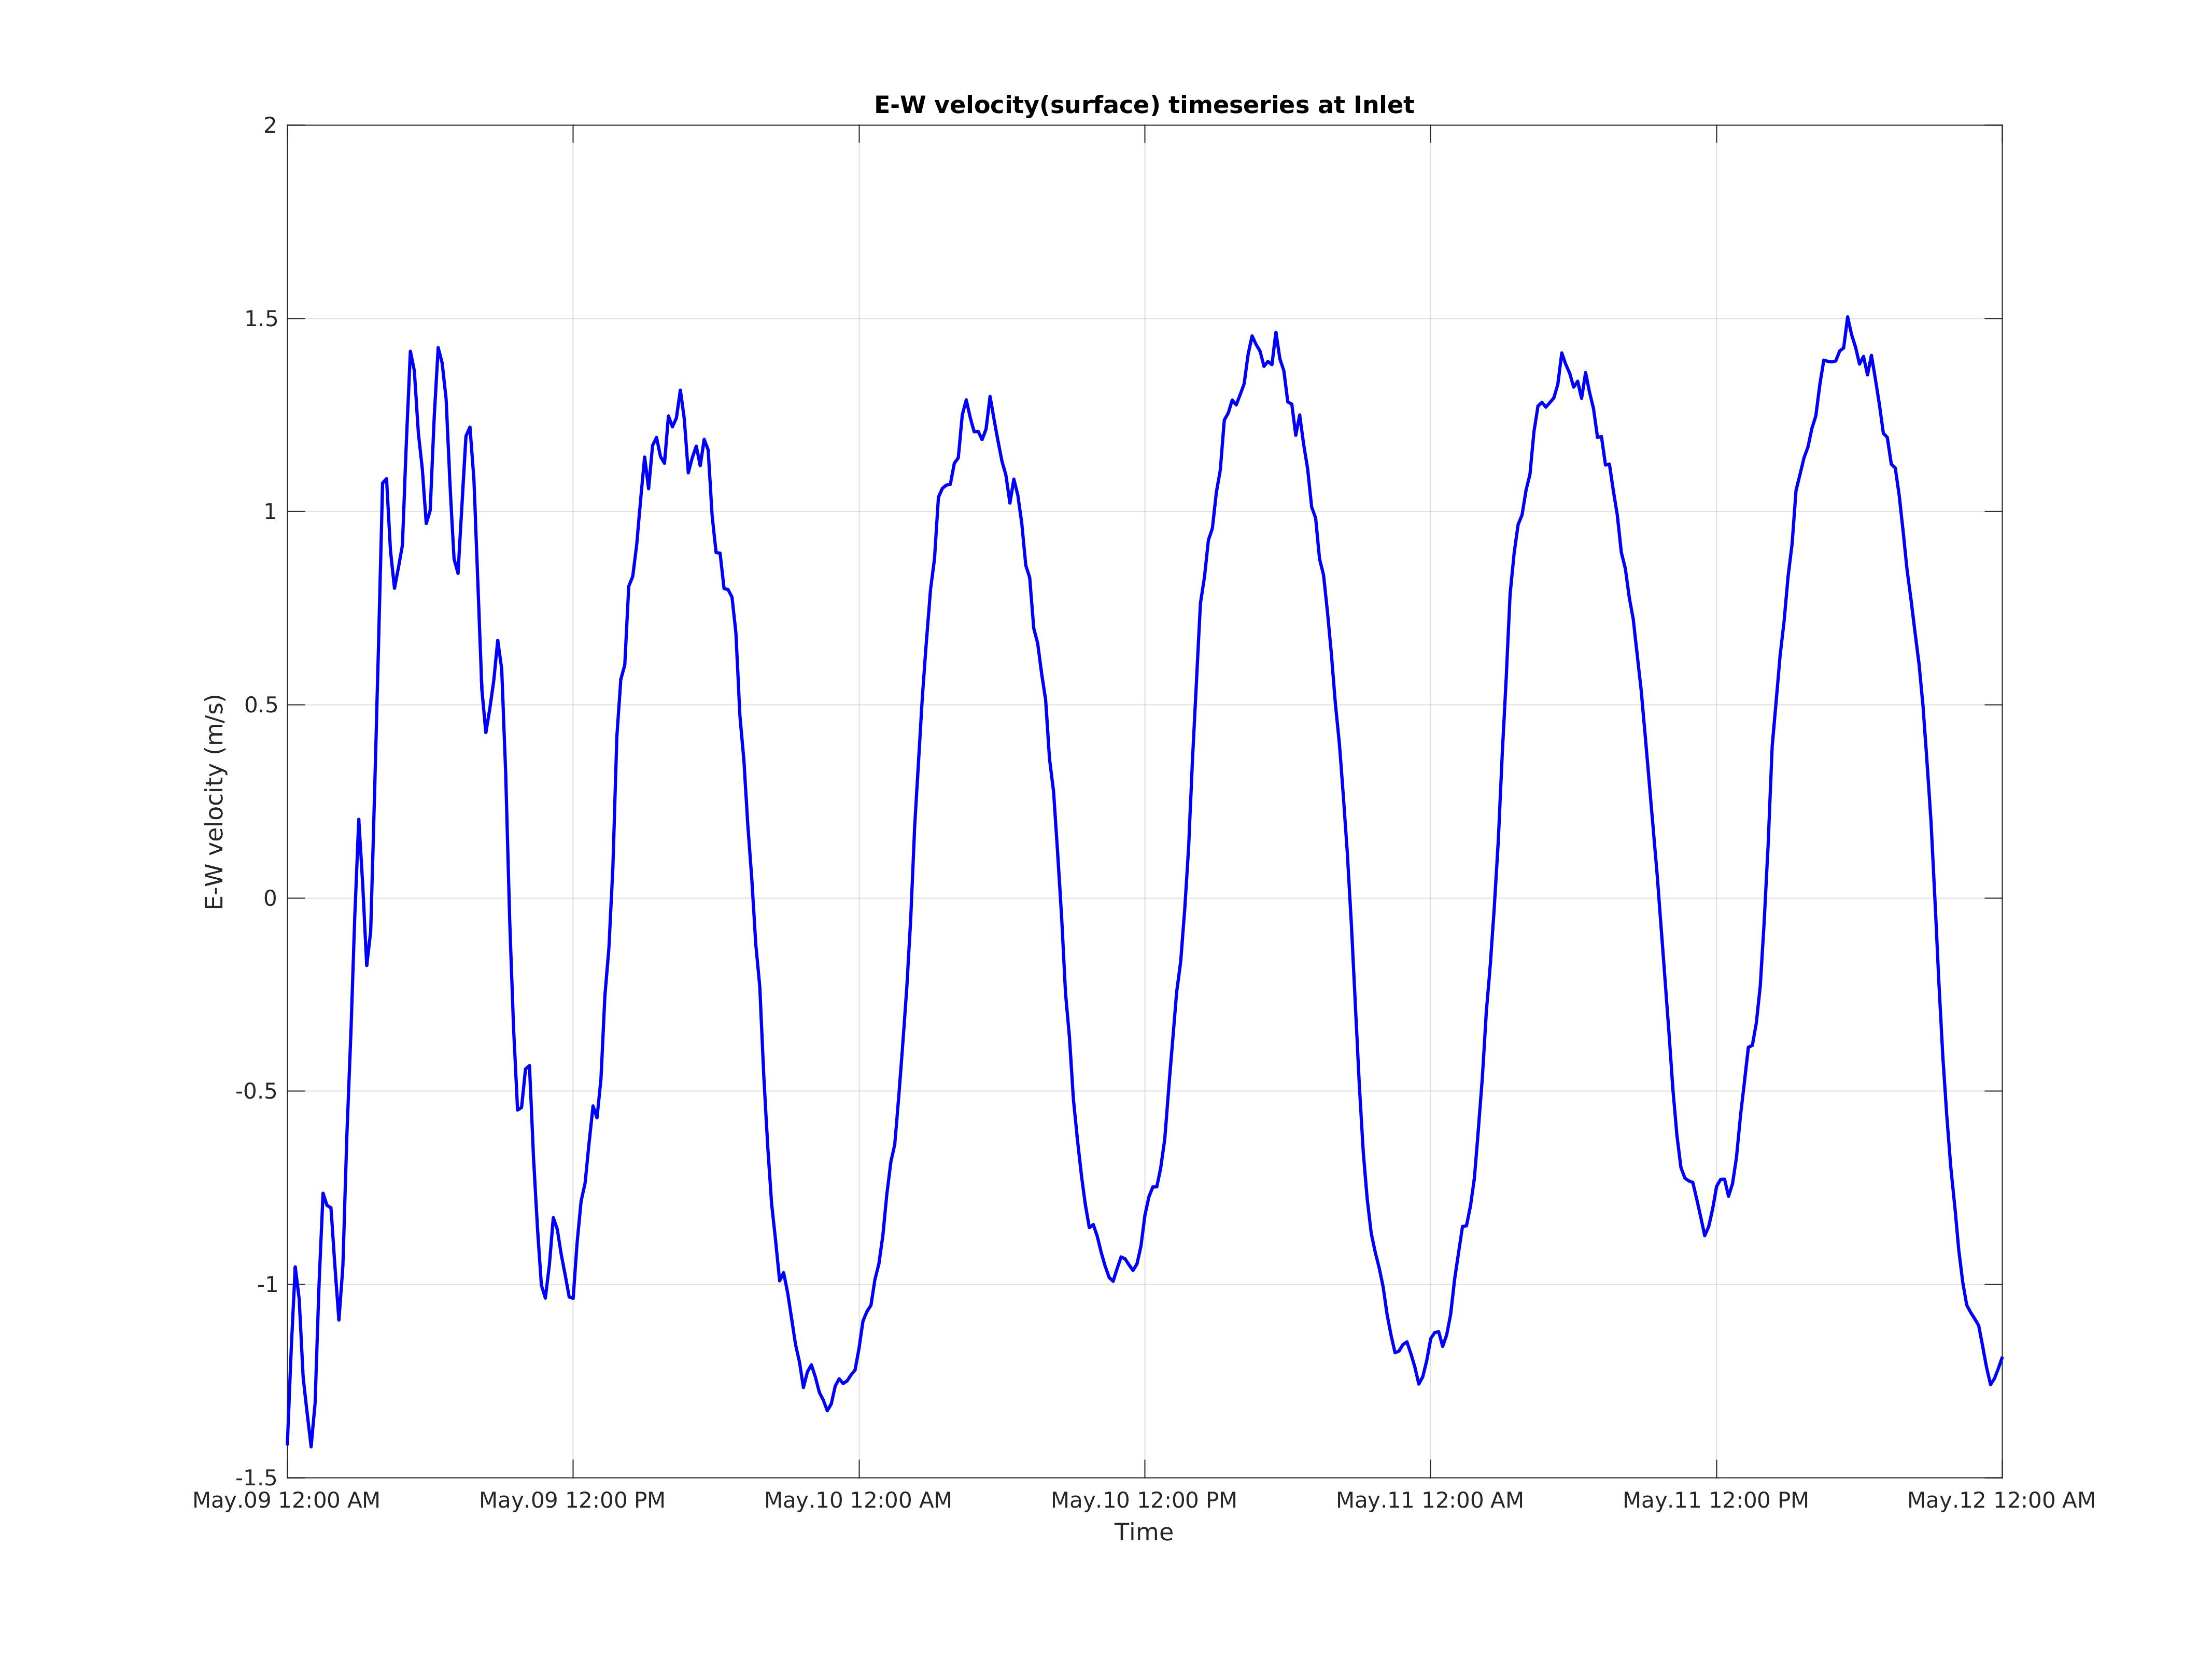 E-W velocity(surface) timeseries at Inlet
2
1.5
1
0.5
0
-0.5
-1
-1.5
E-W velocity (m/s)
May.09 12:00 AM May.09 12:00 PM May.10 12:00 AM May.10 12:00 PM May.11 12:00 AM May.11 12:00 PM May.12 12:00 AM
Time